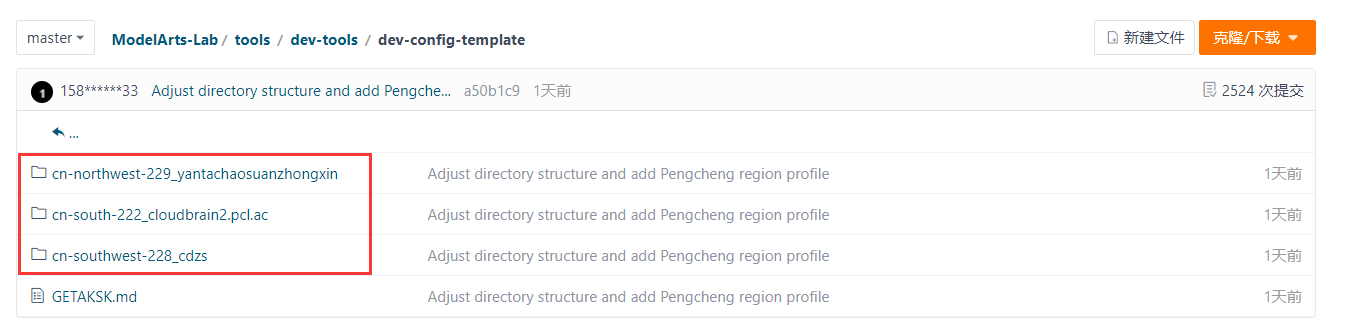 master ModelArts-Lab / tools / dev-tools / dev-config-template 新建文件 克隆/下载
1 158******33 Adjust directory structure and add Pengche... a50b1c9 1天前 2524 次提交
...
cn-northwest-229_yantachaosuanzhongxin Adjust directory structure and add Pengcheng region profile 1天前
cn-south-222_cloudbrain2.pcl.ac Adjust directory structure and add Pengcheng region profile 1天前
cn-southwest-228_cdzs Adjust directory structure and add Pengcheng region profile 1天前
GETAKSK.md Adjust directory structure and add Pengcheng region profile 1天前